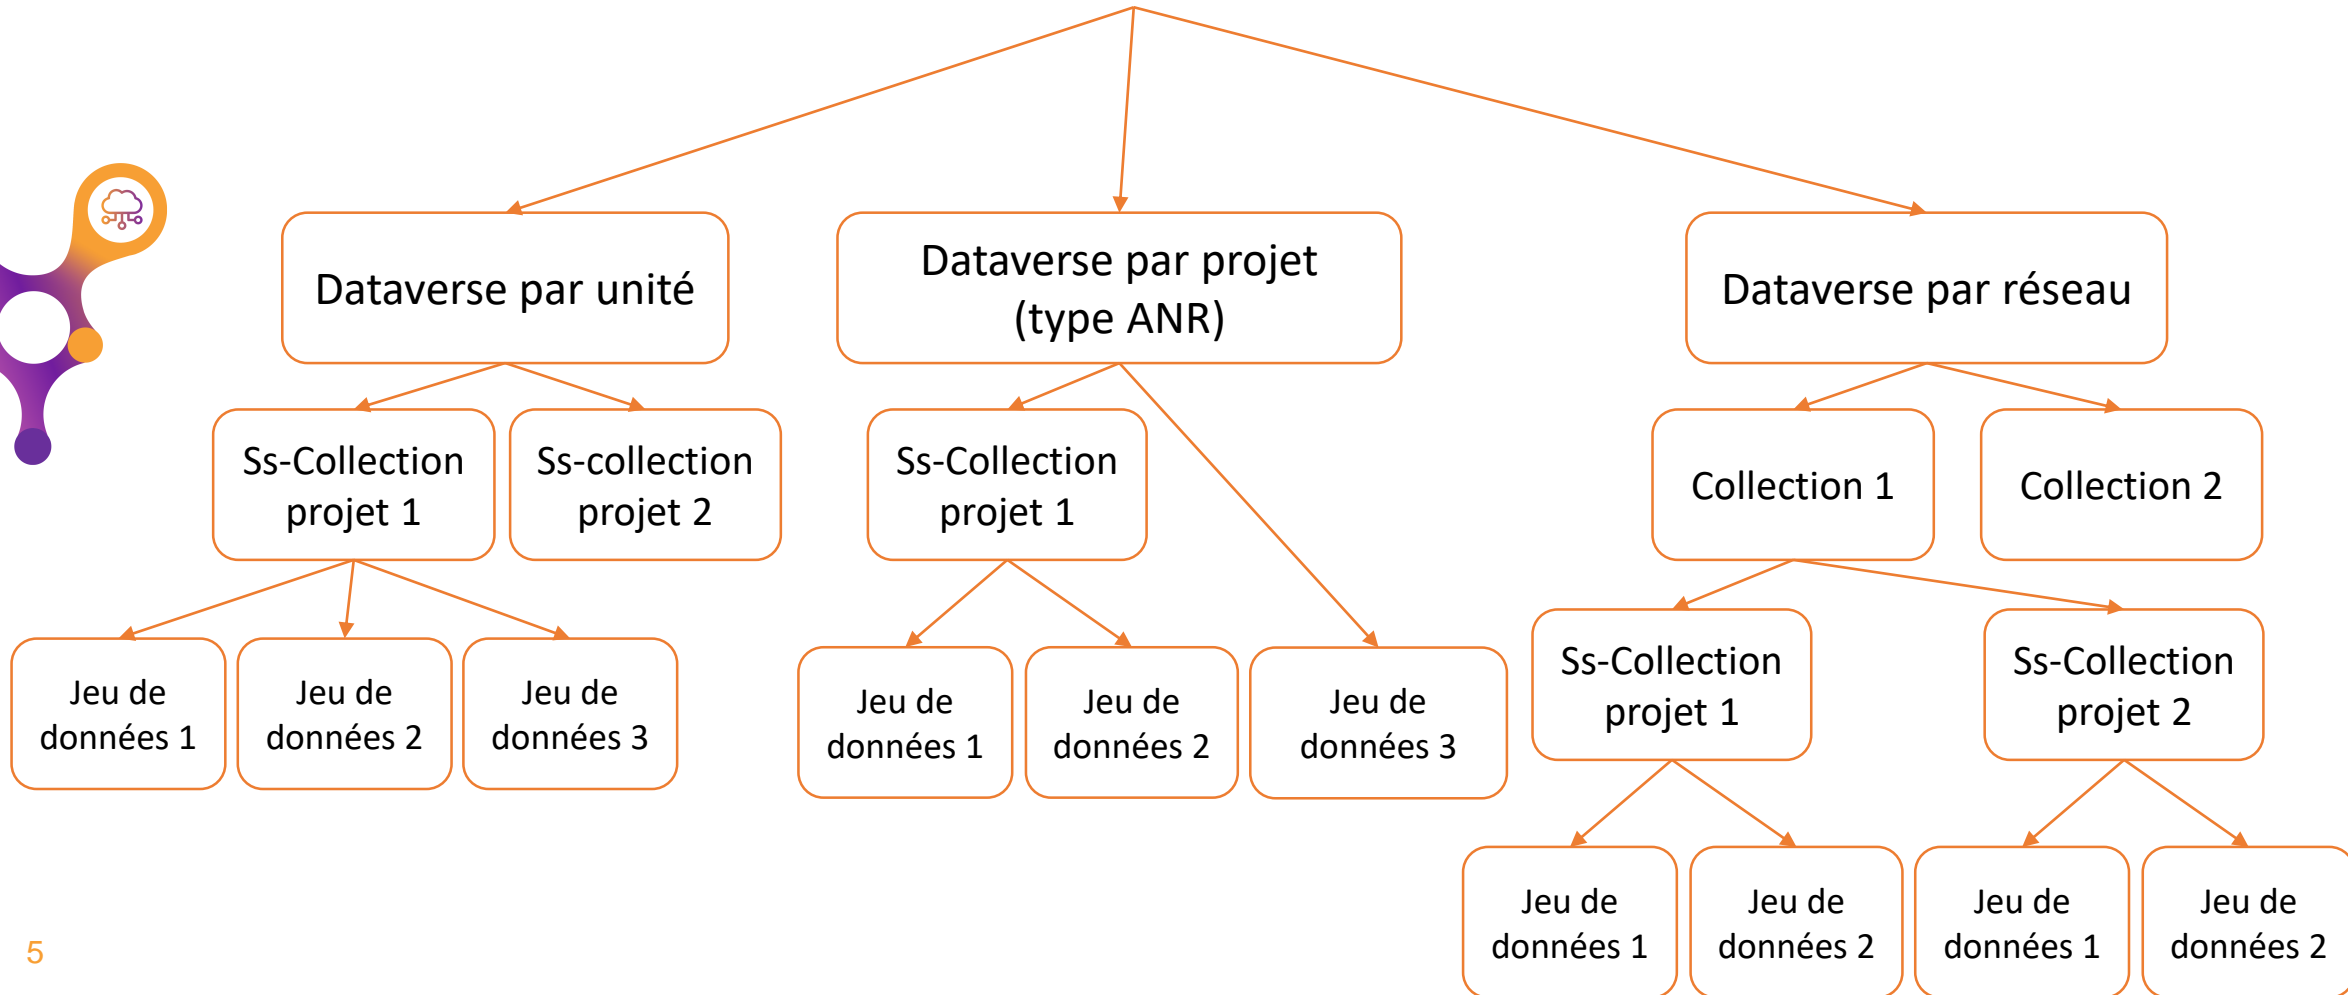 Dataverse par unité
Dataverse par projet
(type ANR)
Dataverse par réseau
Ss-Collection
projet 1
Ss-collection
projet 2
Ss-Collection
projet 1
Collection 1
Collection 2
Jeu de
données 1
Jeu de
données 2
Jeu de
données 3
Jeu de
données 1
Jeu de
données 2
Jeu de
données 3
Ss-Collection
projet 1
Ss-Collection
projet 2
Jeu de
données 1
Jeu de
données 2
Jeu de
données 1
Jeu de
données 2
5